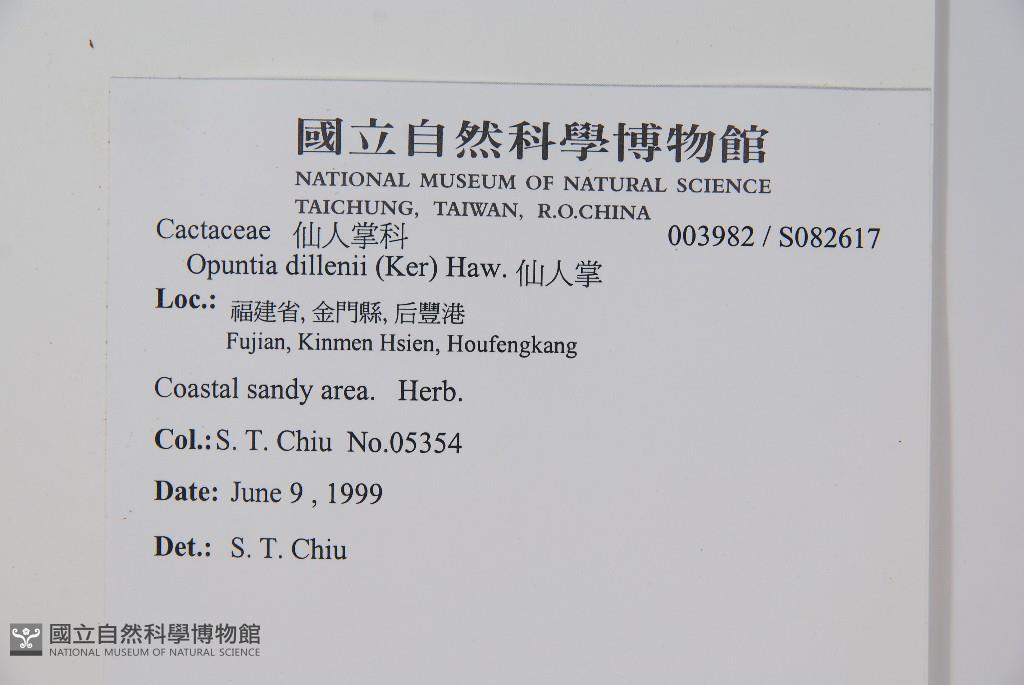 國立自然科學博物館
NATIONAL MUSEUM OF NATURAL SCIENCE
TAICHUNG, TAIWAN, R.O.CHINA
Cactaceae 仙人掌科 003982 / S082617
Opuntia dillenii (Ker) Haw. 仙人掌
Loc.: 福建省, 金門縣, 后豐港
Fujian, Kinmen Hsien, Houfengkang
Coastal sandy area. Herb.
Col.: S. T. Chiu No.05354
Date: June 9 , 1999
Det.: S. T. Chiu
國立自然科學博物館
NATIONAL MUSEUM OF NATURAL SCIENCE